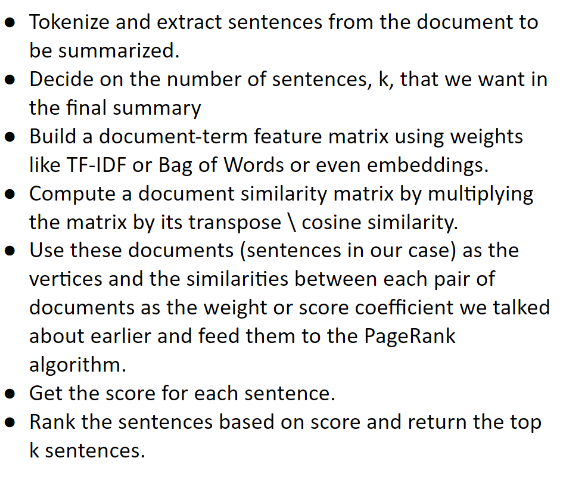 ● Tokenize and extract sentences from the document to
be summarized.
● Decide on the number of sentences, k, that we want in
the final summary
● Build a document-term feature matrix using weights
like TF-IDF or Bag of Words or even embeddings.
● Compute a document similarity matrix by multiplying
the matrix by its transpose \ cosine similarity.
● Use these documents (sentences in our case) as the
vertices and the similarities between each pair of
documents as the weight or score coefficient we talked
about earlier and feed them to the PageRank
algorithm.
● Get the score for each sentence.
● Rank the sentences based on score and return the top
k sentences.